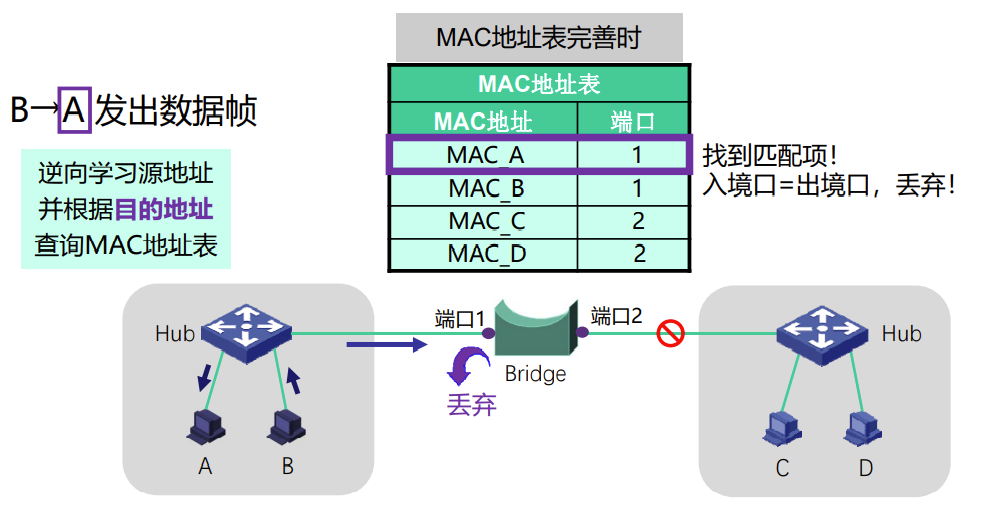 MAC地址表完善时
B→A 发出数据帧
逆向学习源地址
并根据目的地址
查询MAC地址表
MAC地址表
MAC地址 端口
MAC_A 1
MAC_B 1
MAC_C 2
MAC_D 2
找到匹配项！
入境口=出境口，丢弃！
Hub
端口1
端口2
Hub
Bridge
丢弃
A
B
C
D